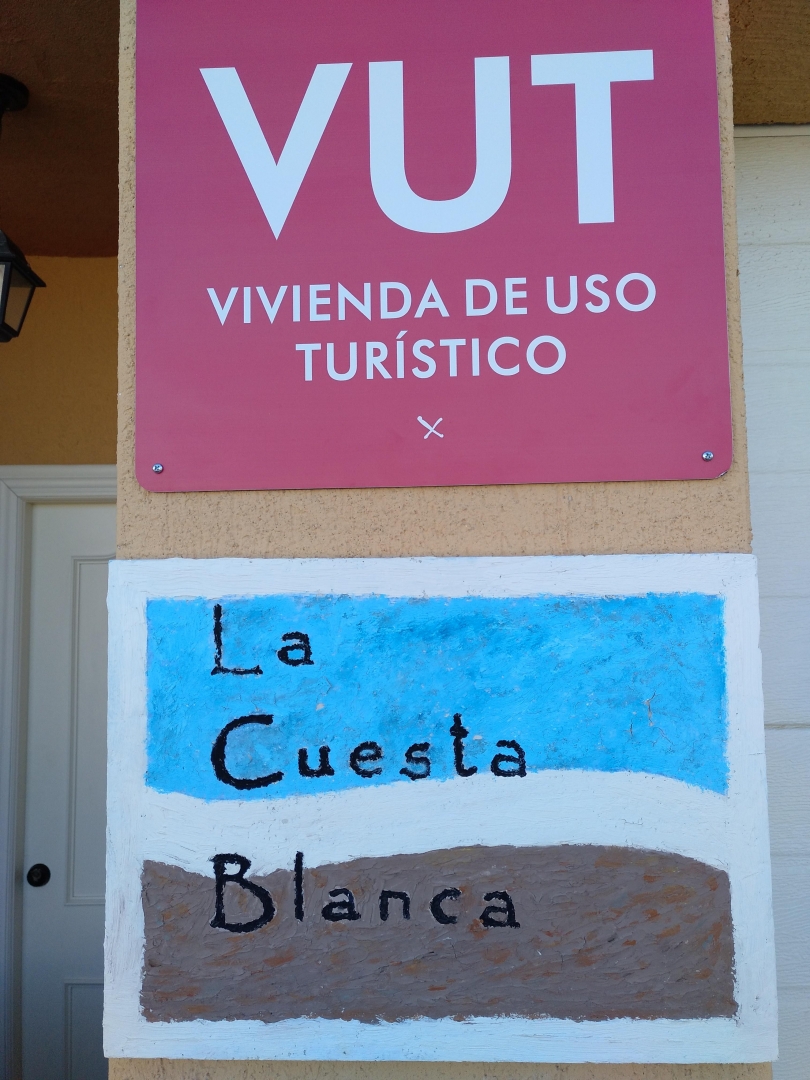 VUT
VIVIENDA DE USO
TURÍSTICO
La
Cuesta
Blanca